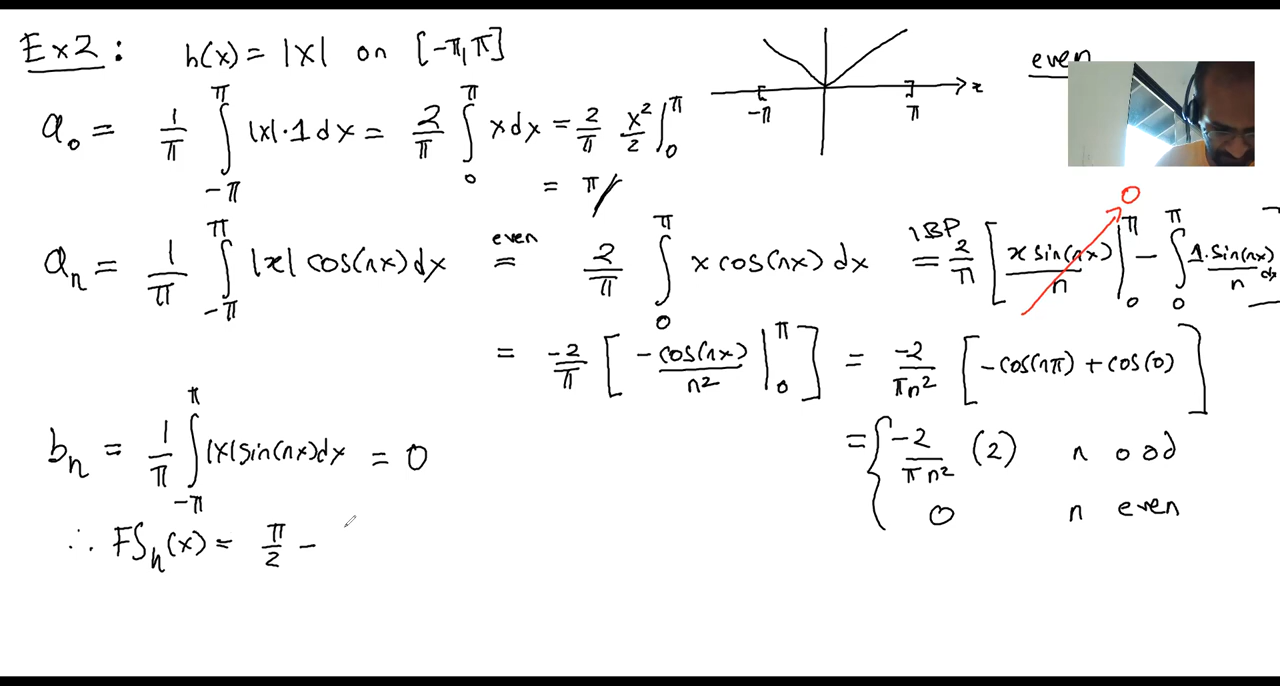 Ex2: h(x) = |x| on [-π, π]
even
-π π x
a₀ = 1/π ∫_{-π}^{π} |x|·1 dx = 2/π ∫_0^π x dx = 2/π x²/2 |_0^π
= π
aₙ = 1/π ∫_{-π}^{π} |x| cos(nx) dx even = 2/π ∫_0^π x cos(nx) dx IBP = 2/π [ x sin(nx)/n |_0^π - ∫_0^π 1·sin(nx)/n dx ]
0
= -2/π [ -cos(nx)/n² |_0^π ] = -2/(πn²) [ -cos(nπ) + cos(0) ]
bₙ = 1/π ∫_{-π}^{π} |x| sin(nx) dx = 0
= { -2/(πn²) (2) n odd
0 n even
∴ FS_h(x) = π/2 -